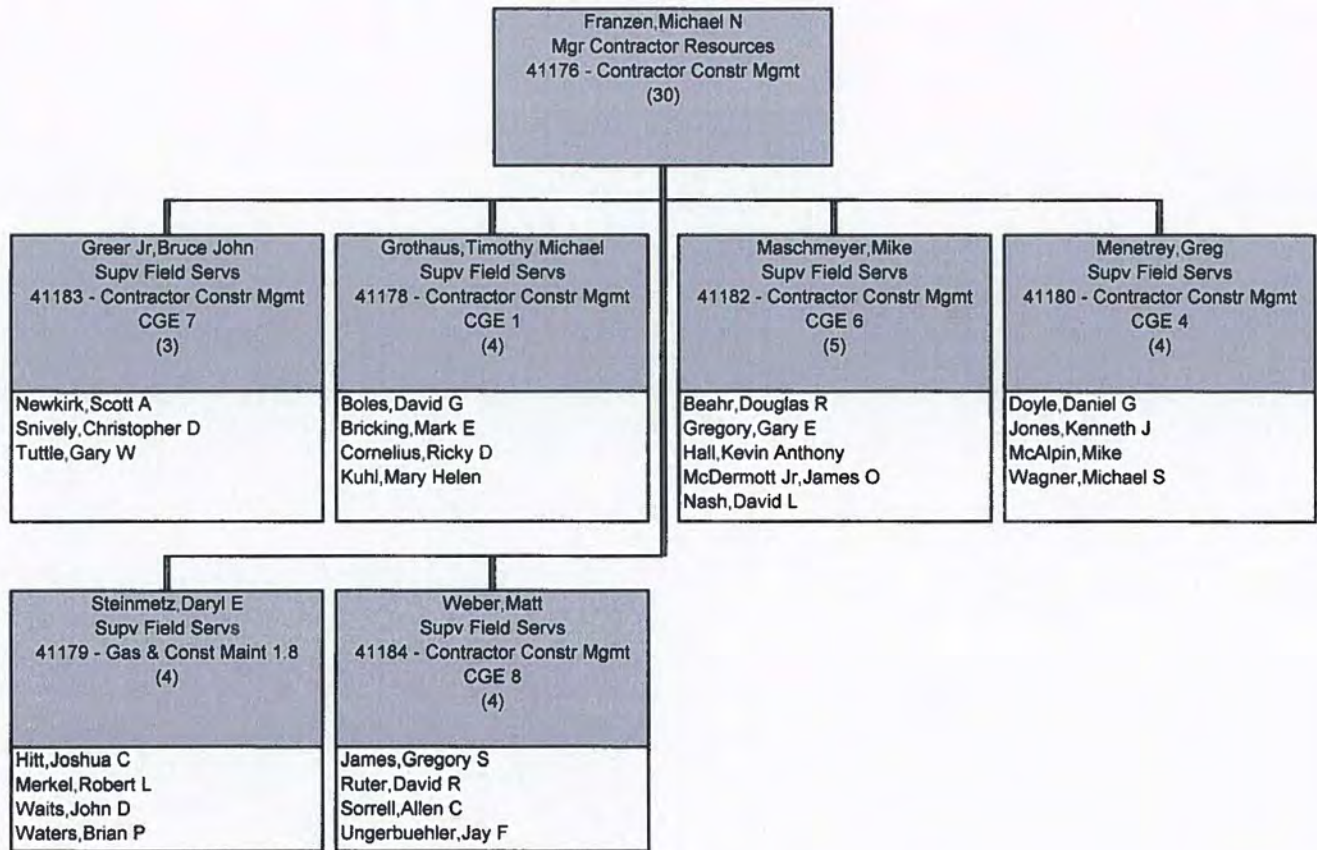 Franzen,Michael N
Mgr Contractor Resources
41176 - Contractor Constr Mgmt
(30)
Greer Jr,Bruce John
Supv Field Servs
41183 - Contractor Constr Mgmt
CGE 7
(3)
Newkirk,Scott A
Snively,Christopher D
Tuttle,Gary W
Grothaus,Timothy Michael
Supv Field Servs
41178 - Contractor Constr Mgmt
CGE 1
(4)
Boles,David G
Bricking,Mark E
Cornelius,Ricky D
Kuhl,Mary Helen
Maschmeyer,Mike
Supv Field Servs
41182 - Contractor Constr Mgmt
CGE 6
(5)
Beahr,Douglas R
Gregory,Gary E
Hall,Kevin Anthony
McDermott Jr,James O
Nash,David L
Menetrey,Greg
Supv Field Servs
41180 - Contractor Constr Mgmt
CGE 4
(4)
Doyle,Daniel G
Jones,Kenneth J
McAlpin,Mike
Wagner,Michael S
Steinmetz,Daryl E
Supv Field Servs
41179 - Gas & Const Maint 1.8
(4)
Hitt,Joshua C
Merkel,Robert L
Waits,John D
Waters,Brian P
Weber,Matt
Supv Field Servs
41184 - Contractor Constr Mgmt
CGE 8
(4)
James,Gregory S
Ruter,David R
Sorrell,Allen C
Ungerbuehler,Jay F